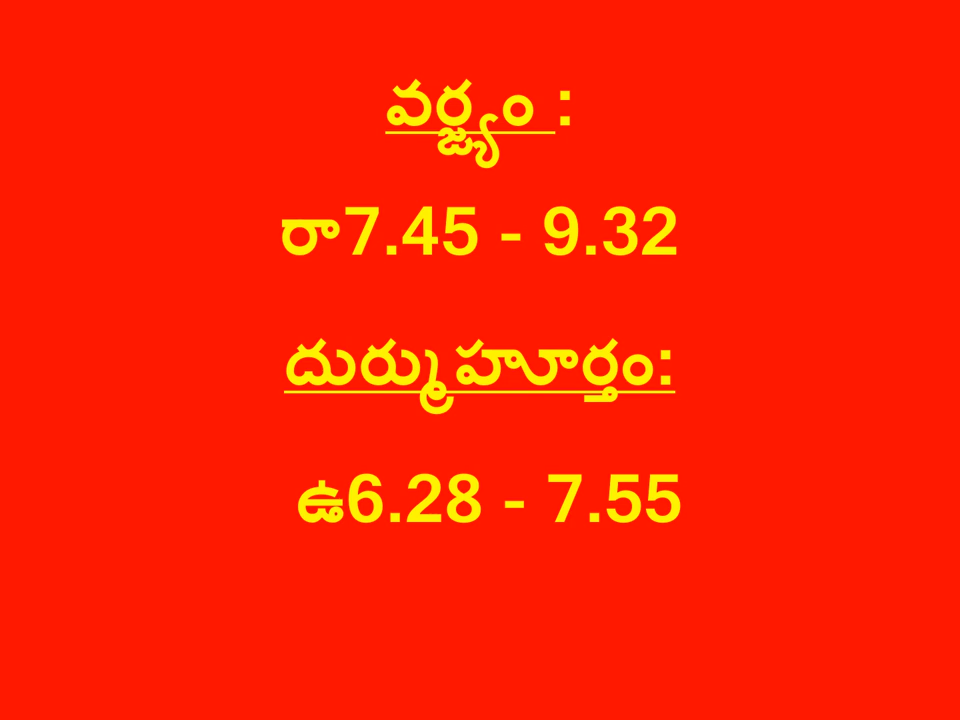 వర్జ్యం :
రా7.45 - 9.32
దుర్ముహూర్తం:
ఉ6.28 - 7.55